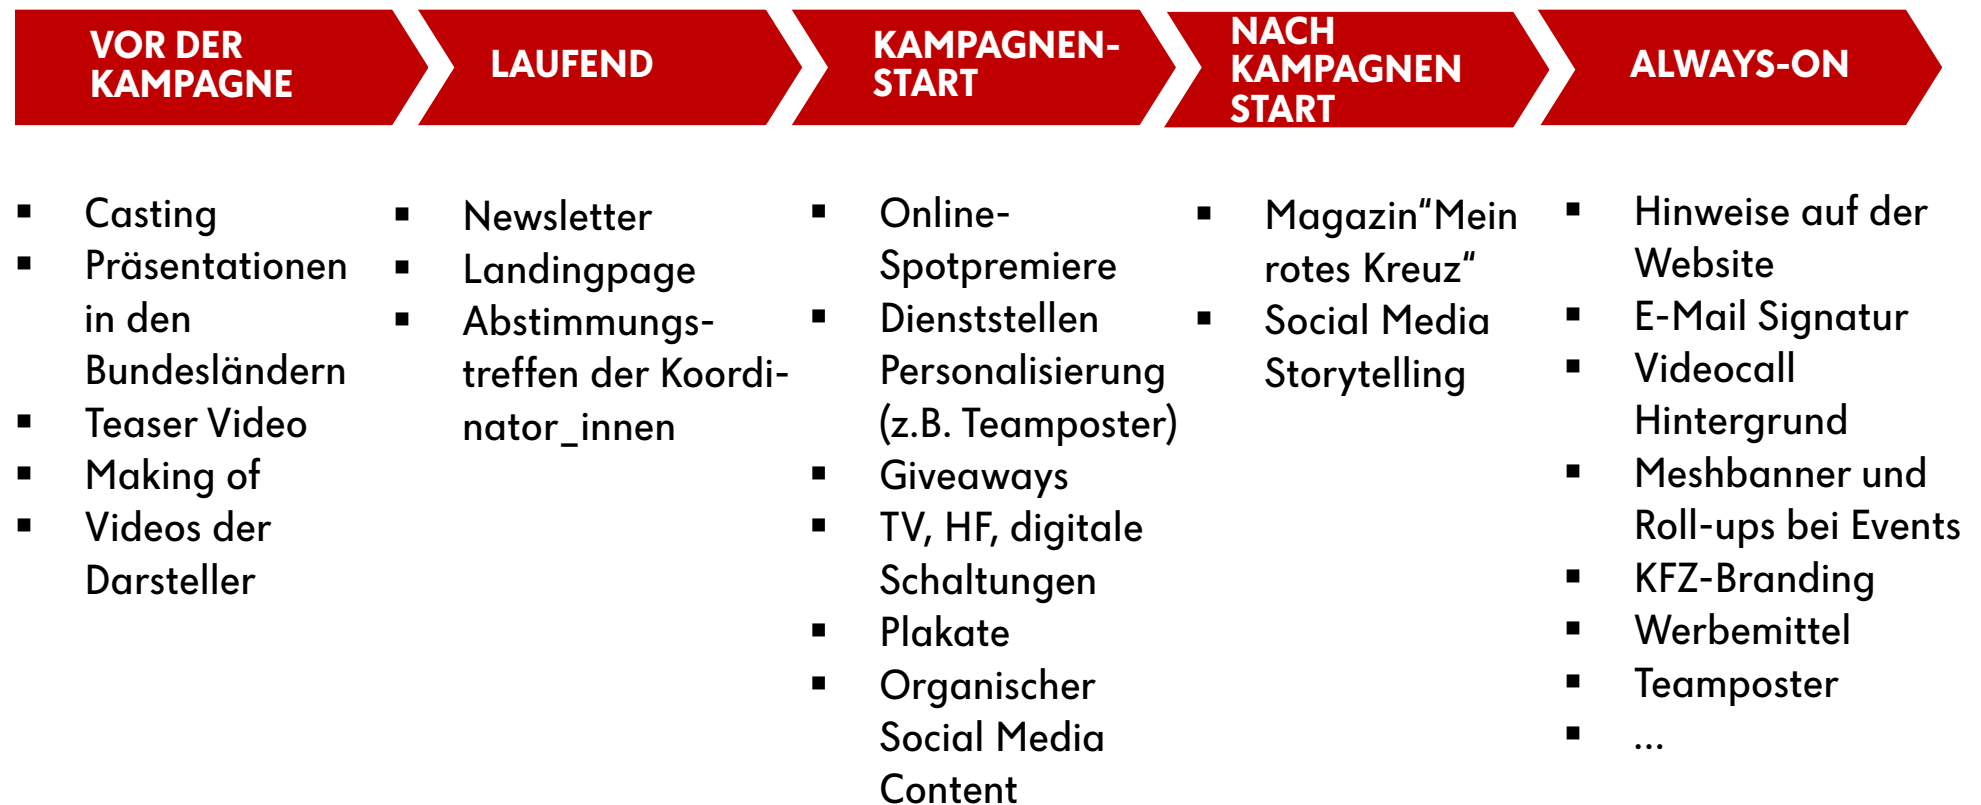 VOR DER
KAMPAGNE
LAUFEND
KAMPAGNEN-
START
NACH
KAMPAGNEN
START
ALWAYS-ON
▪ Casting
▪ Präsentationen
in den
Bundesländern
▪ Teaser Video
▪ Making of
▪ Videos der
Darsteller
▪ Newsletter
▪ Landingpage
▪ Abstimmungs-
treffen der Koordi-
nator_innen
▪ Online-
Spotpremiere
▪ Dienststellen
Personalisierung
(z.B. Teamposter)
▪ Giveaways
▪ TV, HF, digitale
Schaltungen
▪ Plakate
▪ Organischer
Social Media
Content
▪ Magazin“Mein
rotes Kreuz“
▪ Social Media
Storytelling
▪ Hinweise auf der
Website
▪ E-Mail Signatur
▪ Videocall
Hintergrund
▪ Meshbanner und
Roll-ups bei Events
▪ KFZ-Branding
▪ Werbemittel
▪ Teamposter
▪ ...